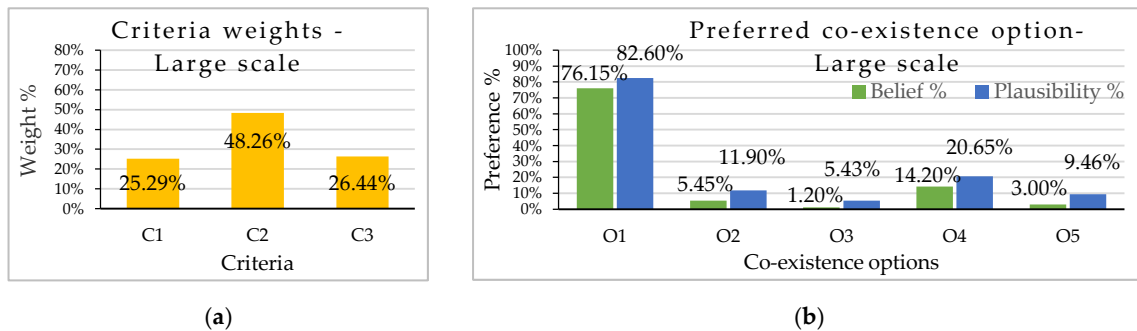 Criteria weights -
Large scale
80%
70%
60%
50%
40%
30%
20%
10%
0%
Weight %
25.29%
48.26%
26.44%
C1 C2 C3
Criteria
(a)
Preferred co-existence option-
Large scale
Belief % Plausibility %
100%
90%
80%
70%
60%
50%
40%
30%
20%
10%
0%
Preference %
76.15% 82.60%
5.45% 11.90%
1.20% 5.43%
14.20% 20.65%
3.00% 9.46%
O1 O2 O3 O4 O5
Co-existence options
(b)